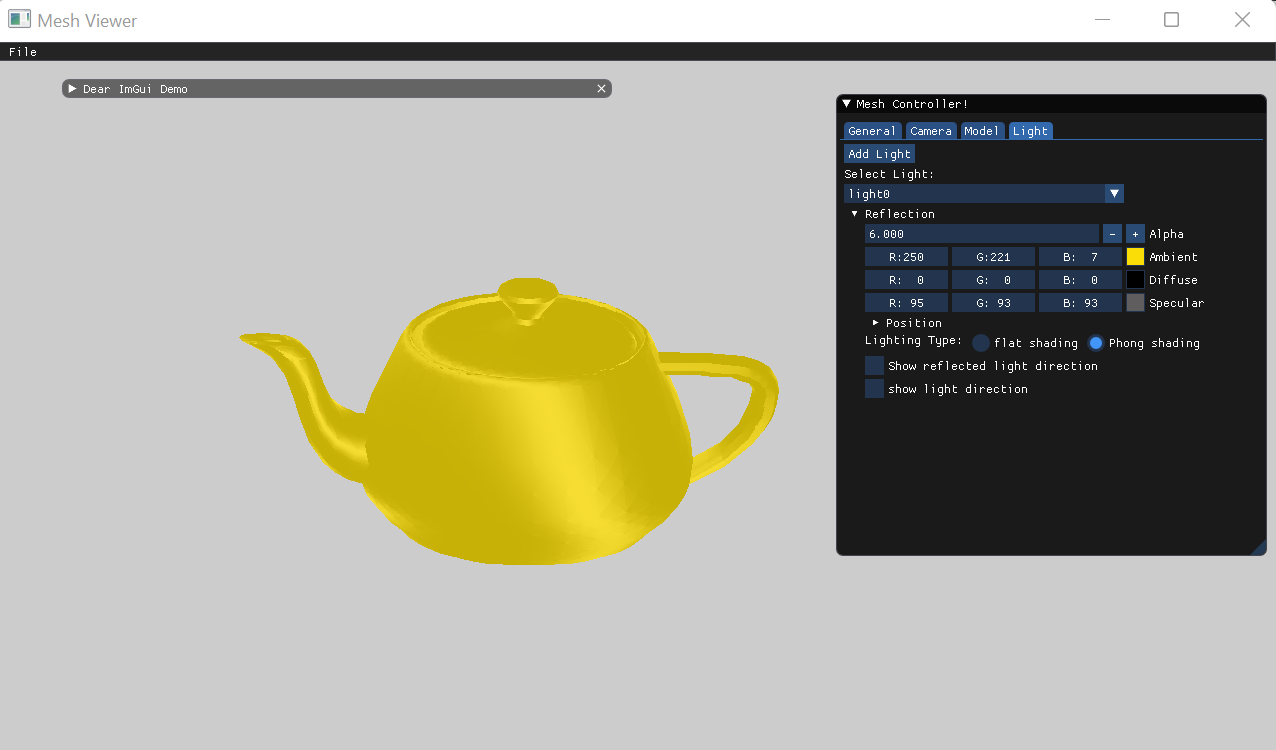 Mesh Viewer
File
Dear ImGui Demo
Mesh Controller!
General Camera Model Light
Add Light
Select Light:
light0
Reflection
6.000 - + Alpha
R:250 G:221 B: 7 Ambient
R: 0 G: 0 B: 0 Diffuse
R: 95 G: 93 B: 93 Specular
Position
Lighting Type: flat shading Phong shading
Show reflected light direction
show light direction